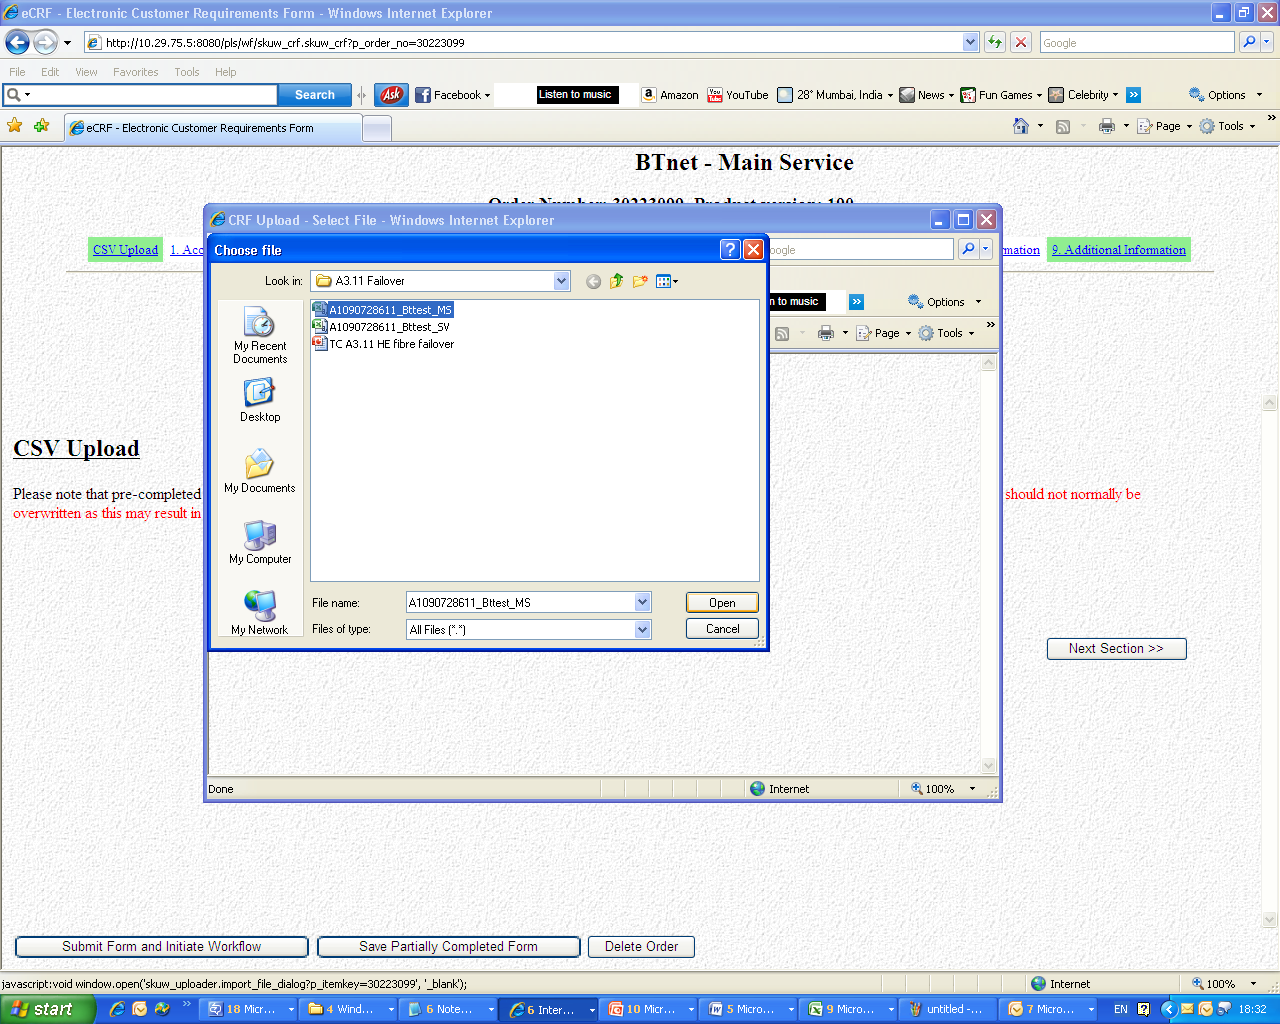 eCRF - Electronic Customer Requirements Form - Windows Internet Explorer
http://10.29.75.5:8080/pls/wf/skuw_crf.skuw_crf?p_order_no=30223099
Google
File Edit View Favorites Tools Help
Search Ask Facebook Listen to music Amazon YouTube 28° Mumbai, India News Fun Games Celebrity Options
eCRF - Electronic Customer Requirements Form
Page Tools
BTnet - Main Service
Order Number: 30223099, Product version: 100
CRF Upload - Select File - Windows Internet Explorer
CSV Upload 1. Acc
mation 9. Additional Information
Choose file
oogle
Look in: A3.11 Failover
n to music Options
Page Tools
A1090728611_Bttest_MS
A1090728611_Bttest_SV
TC A3.11 HE fibre failover
My Recent
Documents
Desktop
My Documents
My Computer
My Network
File name: A1090728611_Bttest_MS Open
Files of type: All Files (*.*) Cancel
CSV Upload
Please note that pre-completed
should not normally be
overwritten as this may result in
Next Section >>
Done Internet 100%
Submit Form and Initiate Workflow Save Partially Completed Form Delete Order
javascript:void window.open('skuw_uploader.import_file_dialog?p_itemkey=30223099', '_blank'); Internet 100%
start 18 Micr... 4 Wind... 6 Note... 6 Inter... 10 Micr... 5 Micro... 9 Micro... untitled -... 7 Micro... EN 18:32